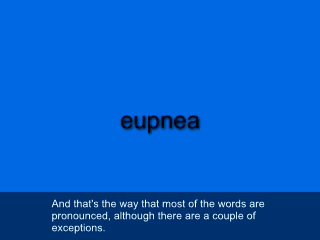 eupnea
And that's the way that most of the words are
pronounced, although there are a couple of
exceptions.